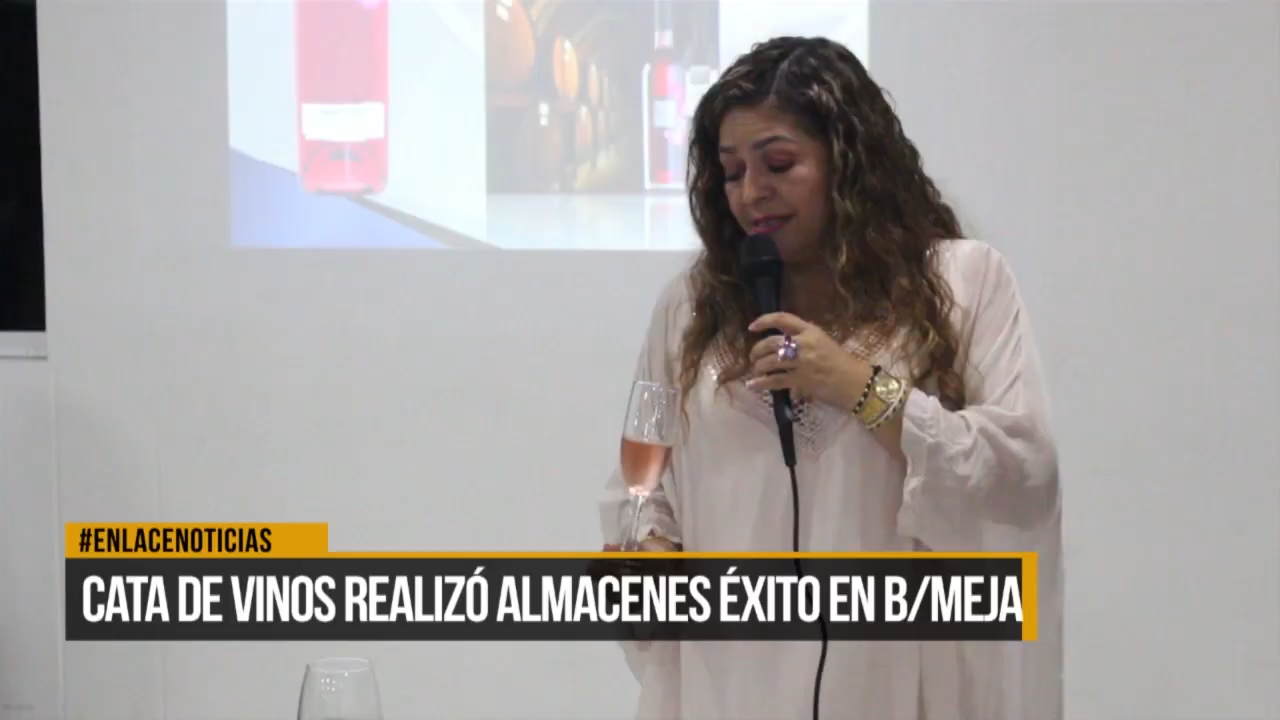 #ENLACENOTICIAS
CATA DE VINOS REALIZÓ ALMACENES ÉXITO EN B/MEJA